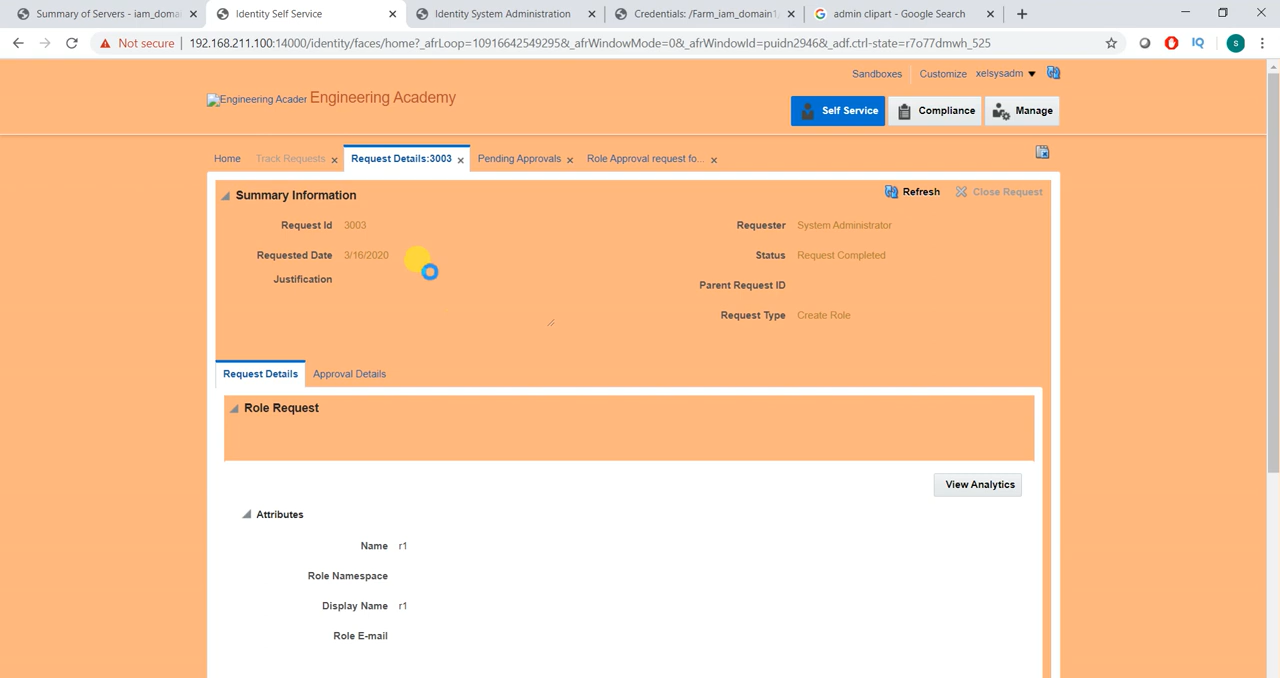 Summary of Servers - iam_domai
Identity Self Service
Identity System Administration
Credentials: /Farm_iam_domain1
admin clipart - Google Search
Not secure
192.168.211.100:14000/identity/faces/home?_afrLoop=109166425549295&_afrWindowMode=0&_afrWindowId=puidn2946&_adf.ctrl-state=r7o77dmwh_525
IQ
s
Sandboxes
Customize
xelsysadm
Engineering Acader
Engineering Academy
Self Service
Compliance
Manage
Home
Track Requests
Request Details:3003
Pending Approvals
Role Approval request fo...
Summary Information
Refresh
Close Request
Request Id 3003
Requester System Administrator
Requested Date 3/16/2020
Status Request Completed
Justification
Parent Request ID
Request Type Create Role
Request Details
Approval Details
Role Request
View Analytics
Attributes
Name r1
Role Namespace
Display Name r1
Role E-mail